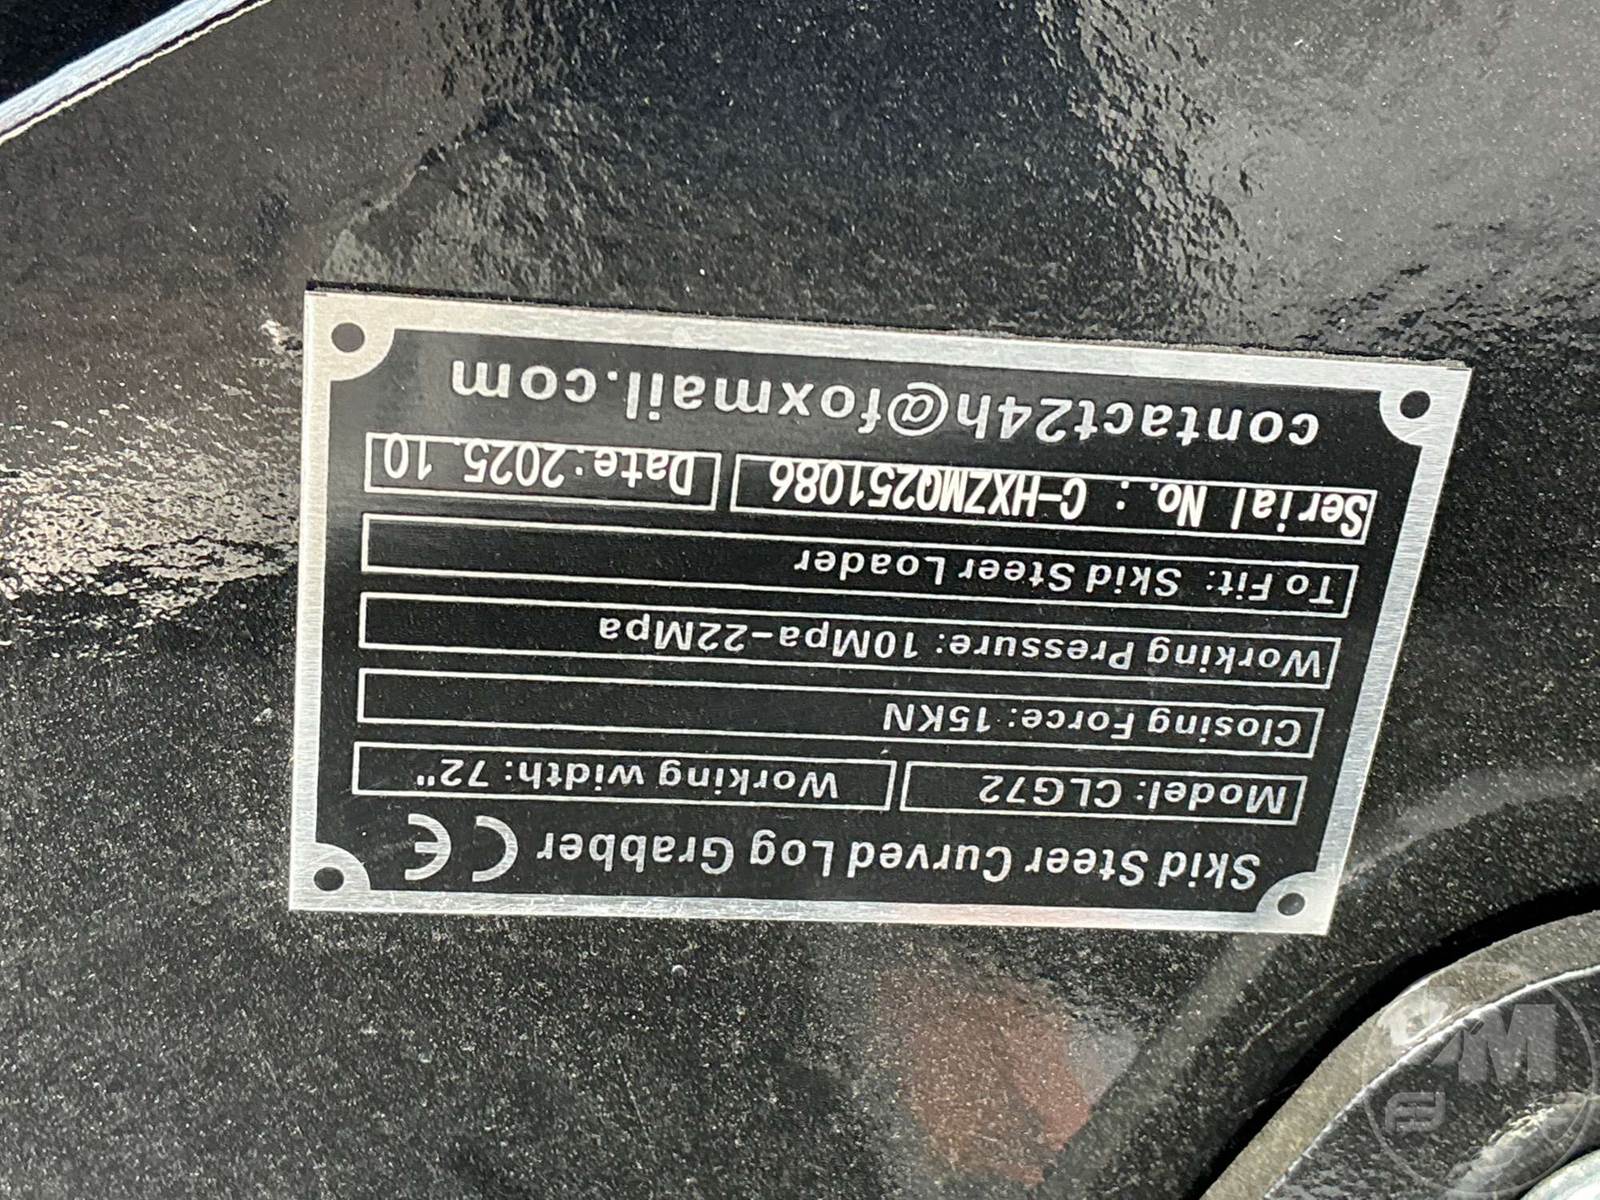 Skid Steer Curved Log Grabber CE
Model: CLG72 Working width: 72"
Closing Force: 15KN
Working Pressure: 10Mpa-22Mpa
To Fit: Skid Steer Loader
Serial No.: C-HXZMQ251086 Date:2025.10
contact24h@foxmail.com